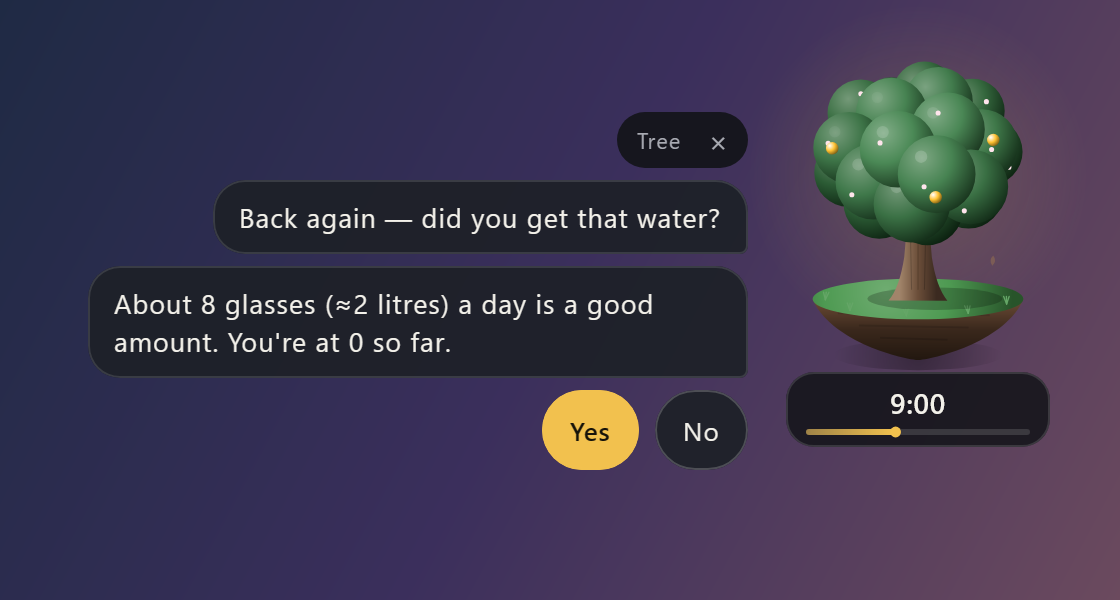 Tree ×
Back again — did you get that water?
About 8 glasses (≈2 litres) a day is a good
amount. You're at 0 so far.
Yes No
9:00